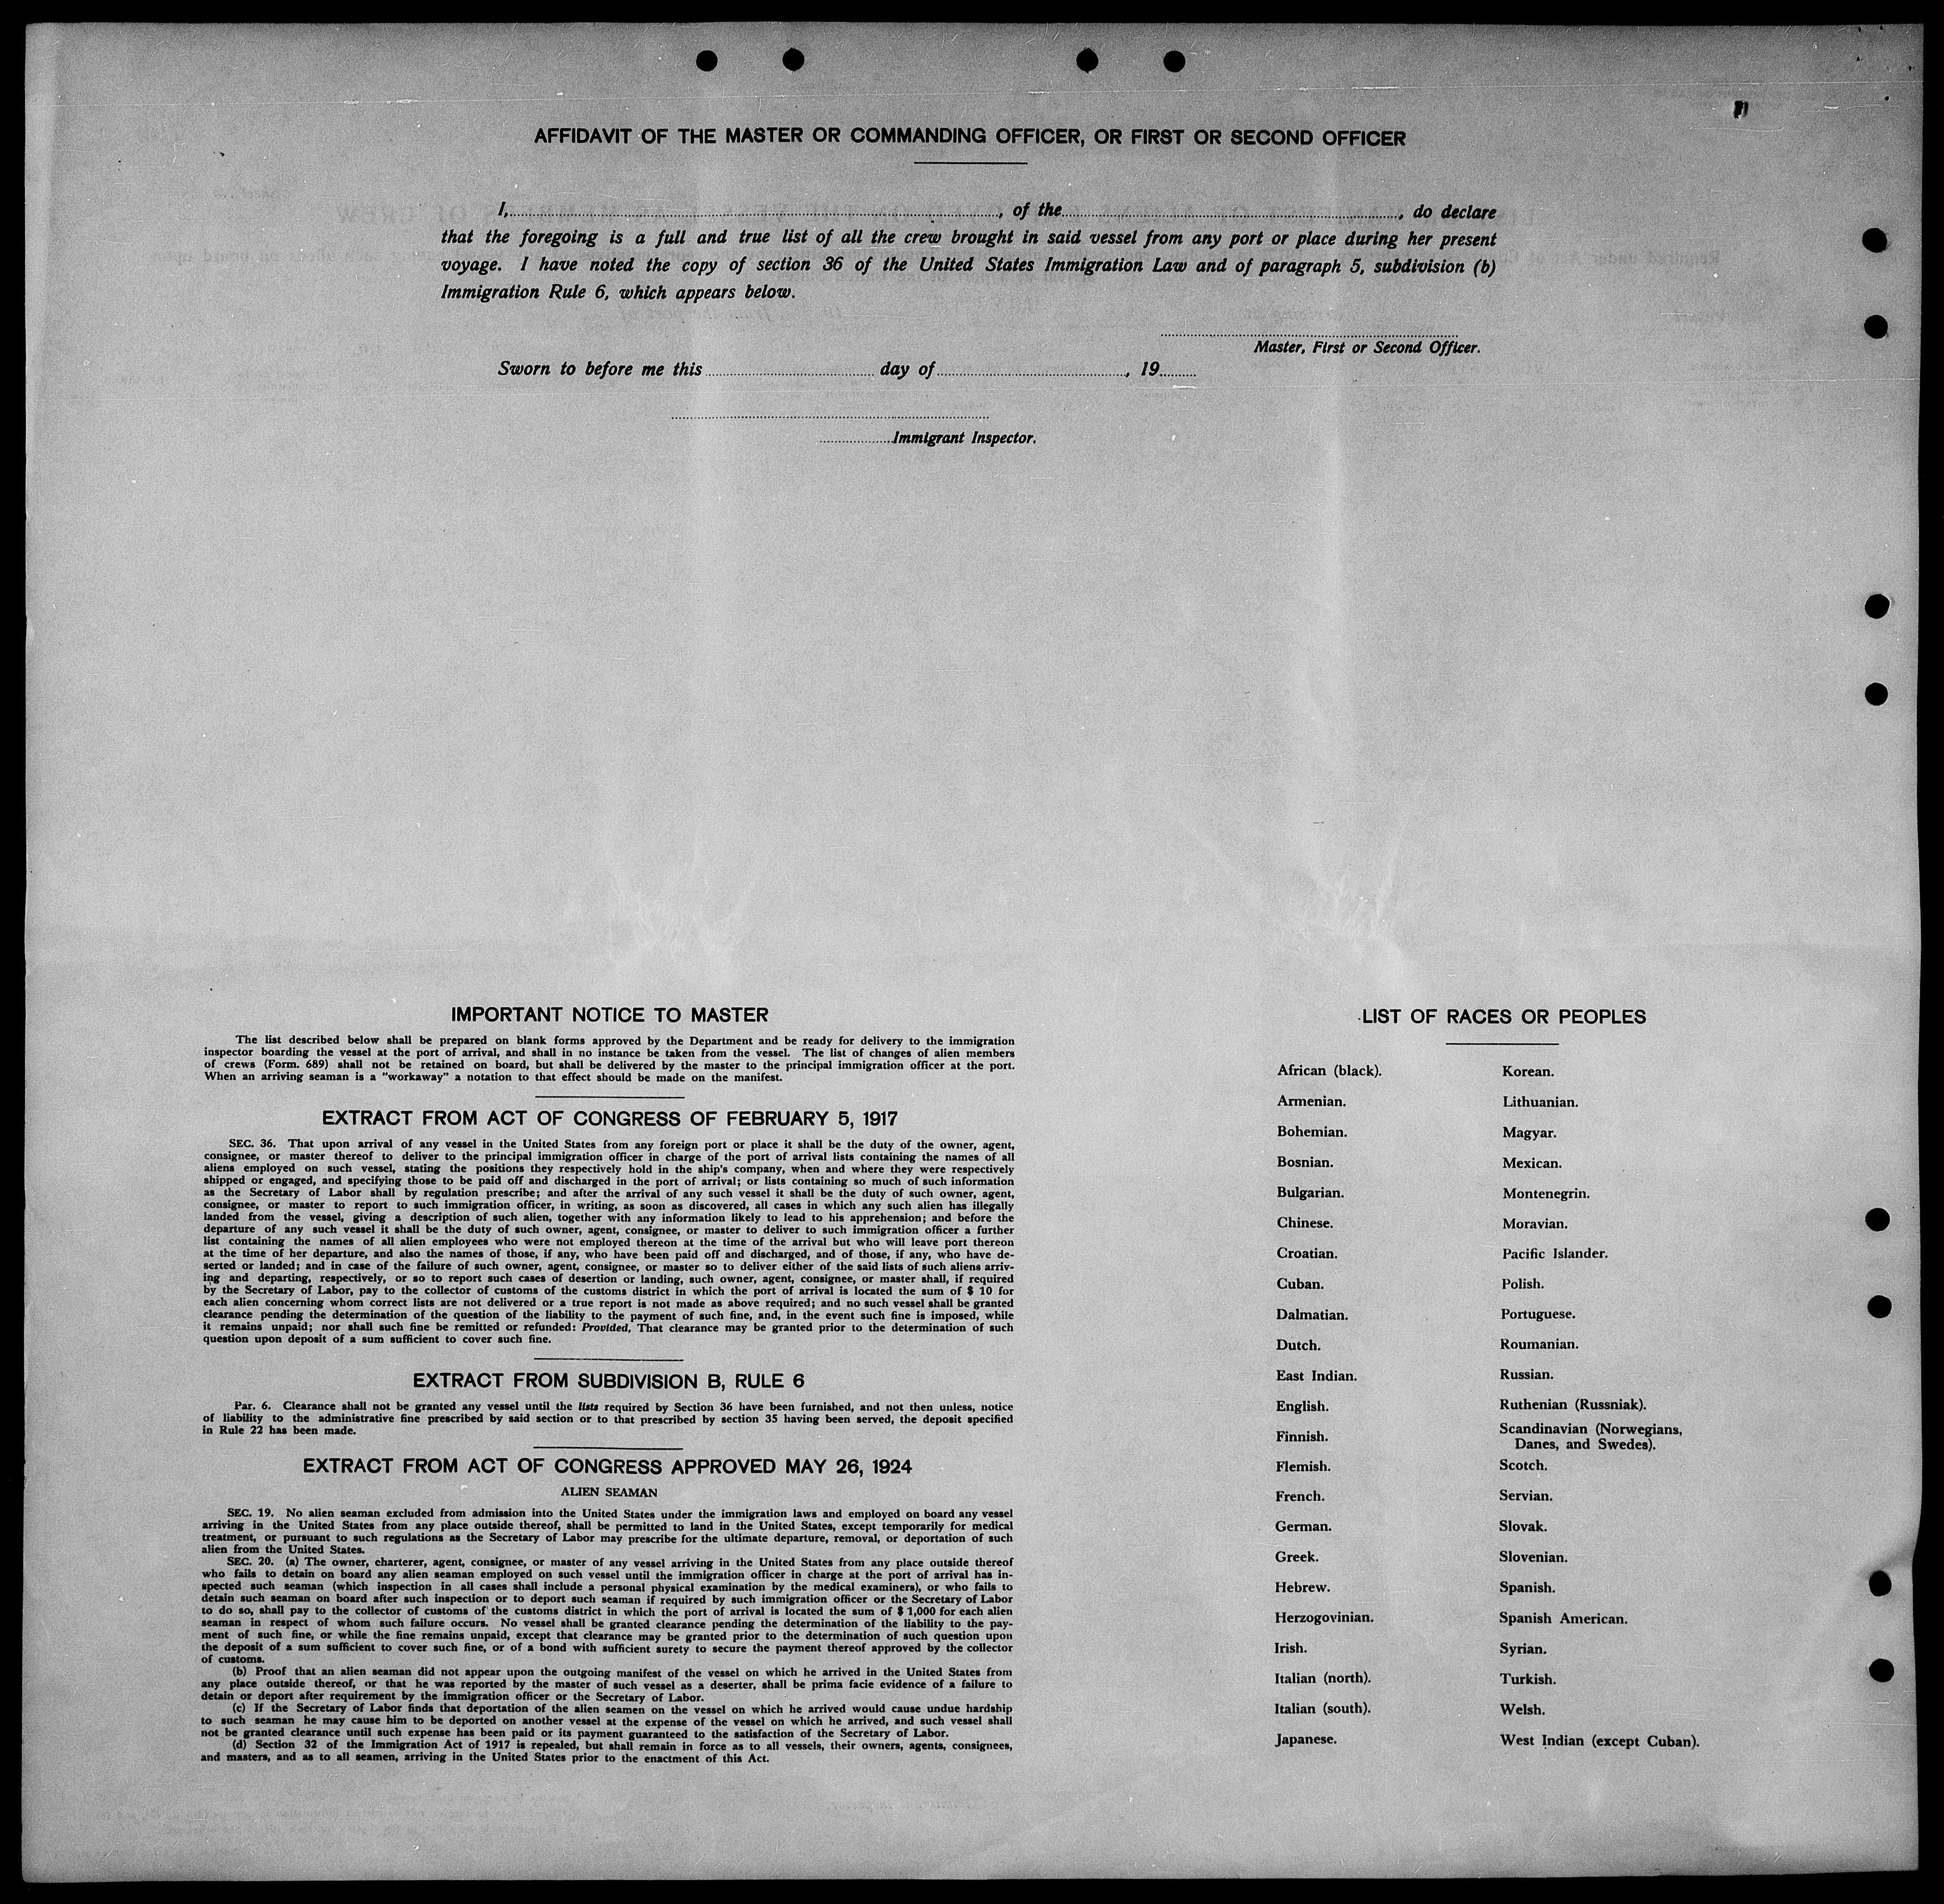 AFFIDAVIT OF THE MASTER OR COMMANDING OFFICER, OR FIRST OR SECOND OFFICER
I,........................, of the........................, do declare
that the foregoing is a full and true list of all the crew brought in said vessel from any port or place during her present
voyage. I have noted the copy of section 36 of the United States Immigration Law and of paragraph 5, subdivision (b)
Immigration Rule 6, which appears below.
Master, First or Second Officer.
Sworn to before me this ............ day of ............, 19......
............Immigrant Inspector.
IMPORTANT NOTICE TO MASTER
The list described below shall be prepared on blank forms approved by the Department and be ready for delivery to the immigration
inspector boarding the vessel at the port of arrival, and shall in no instance be taken from the vessel. The list of changes of alien members
of crews (Form. 689) shall not be retained on board, but shall be delivered by the master to the principal immigration officer at the port.
When an arriving seaman is a "workaway" a notation to that effect should be made on the manifest.
EXTRACT FROM ACT OF CONGRESS OF FEBRUARY 5, 1917
SEC. 36. That upon arrival of any vessel in the United States from any foreign port or place it shall be the duty of the owner, agent,
consignee, or master thereof to deliver to the principal immigration officer in charge of the port of arrival lists containing the names of all
aliens employed on such vessel, stating the positions they respectively hold in the ship's company, when and where they were respectively
shipped or engaged, and specifying those to be paid off and discharged in the port of arrival; or lists containing so much of such information
as the Secretary of Labor shall by regulation prescribe; and after the arrival of any such vessel it shall be the duty of such owner, agent,
consignee, or master to report to such immigration officer, in writing, as soon as discovered, all cases in which any such alien has illegally
landed from the vessel, giving a description of such alien, together with any information likely to lead to his apprehension; and before the
departure of any such vessel it shall be the duty of such owner, agent, consignee, or master to deliver to such immigration officer a further
list containing the names of all alien employees who were not employed thereon at the time of the arrival but who will leave port thereon
at the time of her departure, and also the names of those, if any, who have been paid off and discharged, and of those, if any, who have de-
serted or landed; and in case of the failure of such owner, agent, consignee, or master so to deliver either of the said lists of such aliens arriv-
ing and departing, respectively, or so to report such cases of desertion or landing, such owner, agent, consignee, or master shall, if required
by the Secretary of Labor, pay to the collector of customs of the customs district in which the port of arrival is located the sum of $ 10 for
each alien concerning whom correct lists are not delivered or a true report is not made as above required; and no such vessel shall be granted
clearance pending the determination of the question of the liability to the payment of such fine, and, in the event such fine is imposed, while
it remains unpaid; nor shall such fine be remitted or refunded: Provided, That clearance may be granted prior to the determination of such
question upon deposit of a sum sufficient to cover such fine.
EXTRACT FROM SUBDIVISION B, RULE 6
Par. 6. Clearance shall not be granted any vessel until the lists required by Section 36 have been furnished, and not then unless, notice
of liability to the administrative fine prescribed by said section or to that prescribed by section 35 having been served, the deposit specified
in Rule 22 has been made.
EXTRACT FROM ACT OF CONGRESS APPROVED MAY 26, 1924
ALIEN SEAMAN
SEC. 19. No alien seaman excluded from admission into the United States under the immigration laws and employed on board any vessel
arriving in the United States from any place outside thereof, shall be permitted to land in the United States, except temporarily for medical
treatment, or pursuant to such regulations as the Secretary of Labor may prescribe for the ultimate departure, removal, or deportation of such
alien from the United States.
SEC. 20. (a) The owner, charterer, agent, consignee, or master of any vessel arriving in the United States from any place outside thereof
who fails to detain on board any alien seaman employed on such vessel until the immigration officer in charge at the port of arrival has in-
spected such seaman (which inspection in all cases shall include a personal physical examination by the medical examiners), or who fails to
detain such seaman on board after such inspection or to deport such seaman if required by such immigration officer or the Secretary of Labor
to do so, shall pay to the collector of customs of the customs district in which the port of arrival is located the sum of $ 1,000 for each alien
seaman in respect of whom such failure occurs. No vessel shall be granted clearance pending the determination of the liability to the pay-
ment of such fine, or while the fine remains unpaid, except that clearance may be granted prior to the determination of such question upon
the deposit of a sum sufficient to cover such fine, or of a bond with sufficient surety to secure the payment thereof approved by the collector
of customs.
(b) Proof that an alien seaman did not appear upon the outgoing manifest of the vessel on which he arrived in the United States from
any place outside thereof, or that he was reported by the master of such vessel as a deserter, shall be prima facie evidence of a failure to
detain or deport after requirement by the immigration officer or the Secretary of Labor.
(c) If the Secretary of Labor finds that deportation of the alien seamen on the vessel on which he arrived would cause undue hardship
to such seaman he may cause him to be deported on another vessel at the expense of the vessel on which he arrived, and such vessel shall
not be granted clearance until such expense has been paid or its payment guaranteed to the satisfaction of the Secretary of Labor.
(d) Section 32 of the Immigration Act of 1917 is repealed, but shall remain in force as to all vessels, their owners, agents, consignees,
and masters, and as to all seamen, arriving in the United States prior to the enactment of this Act.
LIST OF RACES OR PEOPLES
African (black).
Armenian.
Bohemian.
Bosnian.
Bulgarian.
Chinese.
Croatian.
Cuban.
Dalmatian.
Dutch.
East Indian.
English.
Finnish.
Flemish.
French.
German.
Greek.
Hebrew.
Herzogovinian.
Irish.
Italian (north).
Italian (south).
Japanese.
Korean.
Lithuanian.
Magyar.
Mexican.
Montenegrin.
Moravian.
Pacific Islander.
Polish.
Portuguese.
Roumanian.
Russian.
Ruthenian (Russniak).
Scandinavian (Norwegians,
Danes, and Swedes).
Scotch.
Servian.
Slovak.
Slovenian.
Spanish.
Spanish American.
Syrian.
Turkish.
Welsh.
West Indian (except Cuban).